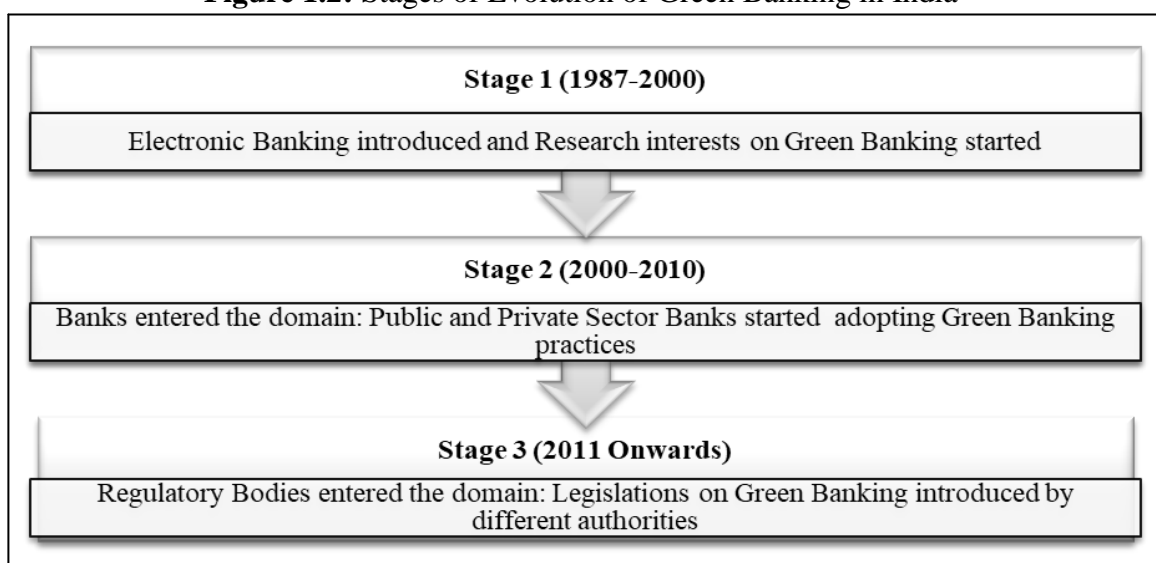 Figure 1.2: Stages of Evolution of Green Banking in India
Stage 1 (1987-2000)
Electronic Banking introduced and Research interests on Green Banking started
Stage 2 (2000-2010)
Banks entered the domain: Public and Private Sector Banks started adopting Green Banking
practices
Stage 3 (2011 Onwards)
Regulatory Bodies entered the domain: Legislations on Green Banking introduced by
different authorities